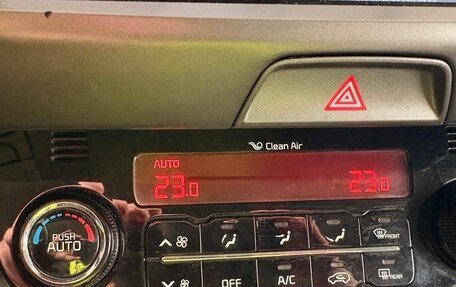 Clean Air
AUTO
23.0 23.0
PUSH
AUTO
FRONT
OFF A/C REAR